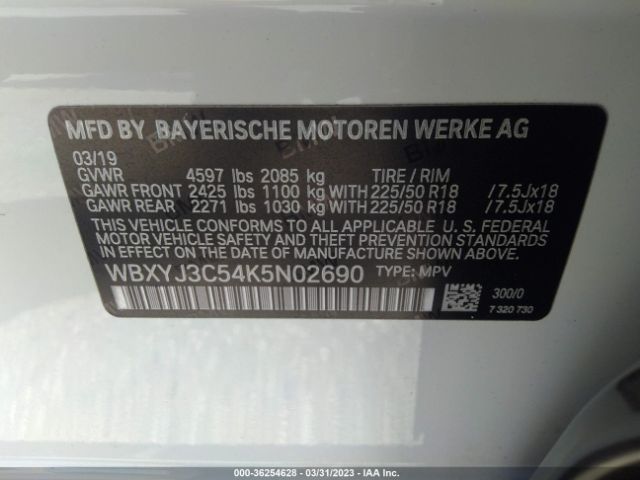 MFD BY BAYERISCHE MOTOREN WERKE AG
03/19
GVWR 4597 lbs 2085 kg TIRE / RIM
GAWR FRONT 2425 lbs 1100 kg WITH 225/50 R18 /7.5Jx18
GAWR REAR 2271 lbs 1030 kg WITH 225/50 R18 /7.5Jx18
THIS VEHICLE CONFORMS TO ALL APPLICABLE U. S. FEDERAL
MOTOR VEHICLE SAFETY, BUMPER, AND THEFT PREVENTION STANDARDS
IN EFFECT ON THE DATE OF MANUFACTURE SHOWN ABOVE.
WBXYJ3C54K5N02690 TYPE: MPV
300/0
7 320 730
000-36254628 - 03/31/2023 - IAA Inc.